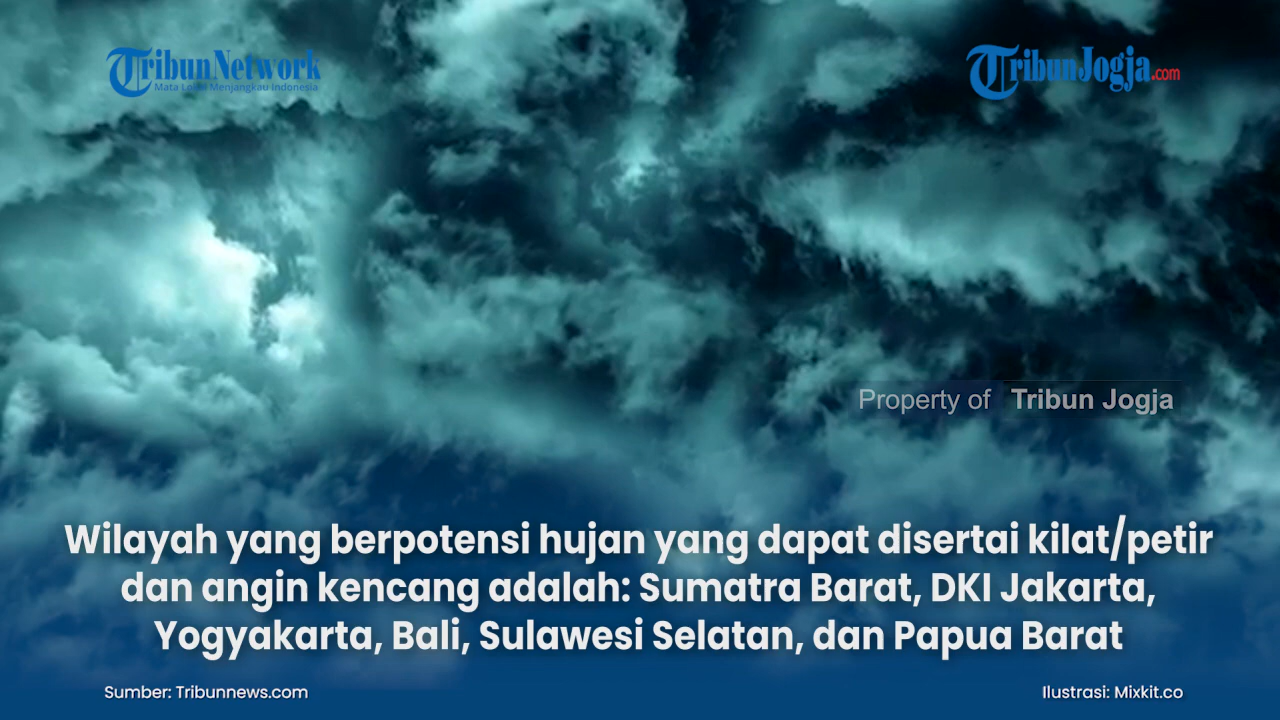 TribunNetwork
Mata Lokal Menjangkau Indonesia
TribunJogja.com
Property of Tribun Jogja
Wilayah yang berpotensi hujan yang dapat disertai kilat/petir
dan angin kencang adalah: Sumatra Barat, DKI Jakarta,
Yogyakarta, Bali, Sulawesi Selatan, dan Papua Barat
Sumber: Tribunnews.com
Ilustrasi: Mixkit.co